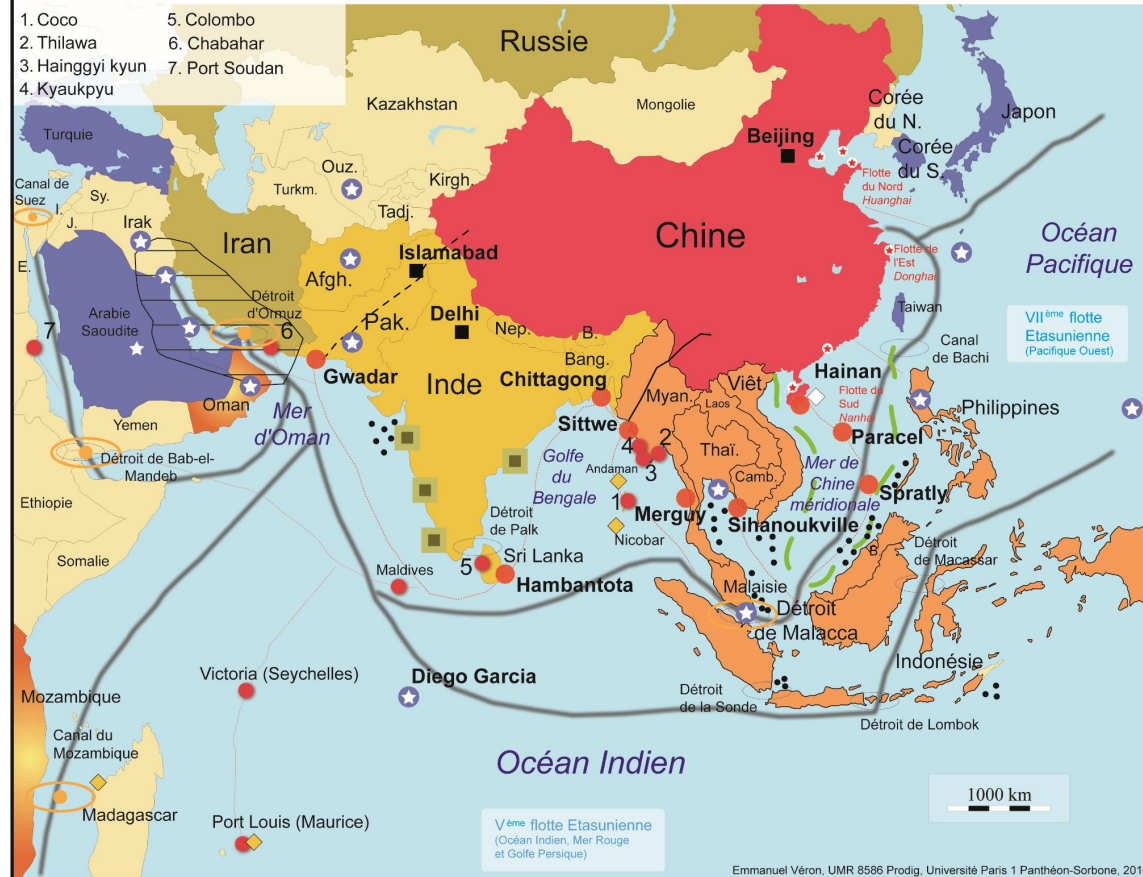 1. Coco
2. Thilawa
3. Hainggyi kyun
4. Kyaukpyu
5. Colombo
6. Chabahar
7. Port Soudan
Russie
Kazakhstan
Mongolie
Corée
du N.
Japon
Turquie
Beijing
Corée
du S.
Ouz.
Turkm.
Kirgh.
Tadj.
Flotte
du Nord
Huanghai
Canal de
Suez
Sy.
I.
J.
Irak
Iran
E.
Chine
Océan
Pacifique
Islamabad
Afgh.
Flotte de
l'Est
Donghai
Détroit
d'Ormuz
Arabie
Saoudite
7
6
Pak.
Delhi
Nep.
B.
Bang.
Taiwan
VIIème flotte
Etasunienne
(Pacifique Ouest)
Canal
de Bachi
Gwadar
Inde
Chittagong
Myan.
Viêt
Laos
Hainan
Flotte du
Sud
Nanhai
Oman
Mer
d'Oman
Yemen
Sittwe
4
2
3
Thaï.
Philippines
Paracel
Détroit de Bab-el-
Mandeb
Golfe
du
Bengale
Andaman
Camb.
Mer de
Chine
méridionale
Ethiopie
1
Merguy
Sihanoukville
Spratly
Détroit
de Palk
Nicobar
Somalie
5
Sri Lanka
B.
Détroit
de Macassar
Maldives
Hambantota
Malaisie
Détroit
de Malacca
Victoria (Seychelles)
Diego Garcia
Indonésie
Mozambique
Détroit
de la Sonde
Détroit de Lombok
Canal du
Mozambique
Océan Indien
Madagascar
1000 km
Port Louis (Maurice)
Vème flotte Etasunienne
(Océan Indien, Mer Rouge
et Golfe Persique)
Emmanuel Véron, UMR 8586 Prodig, Université Paris 1 Panthéon-Sorbonne, 201